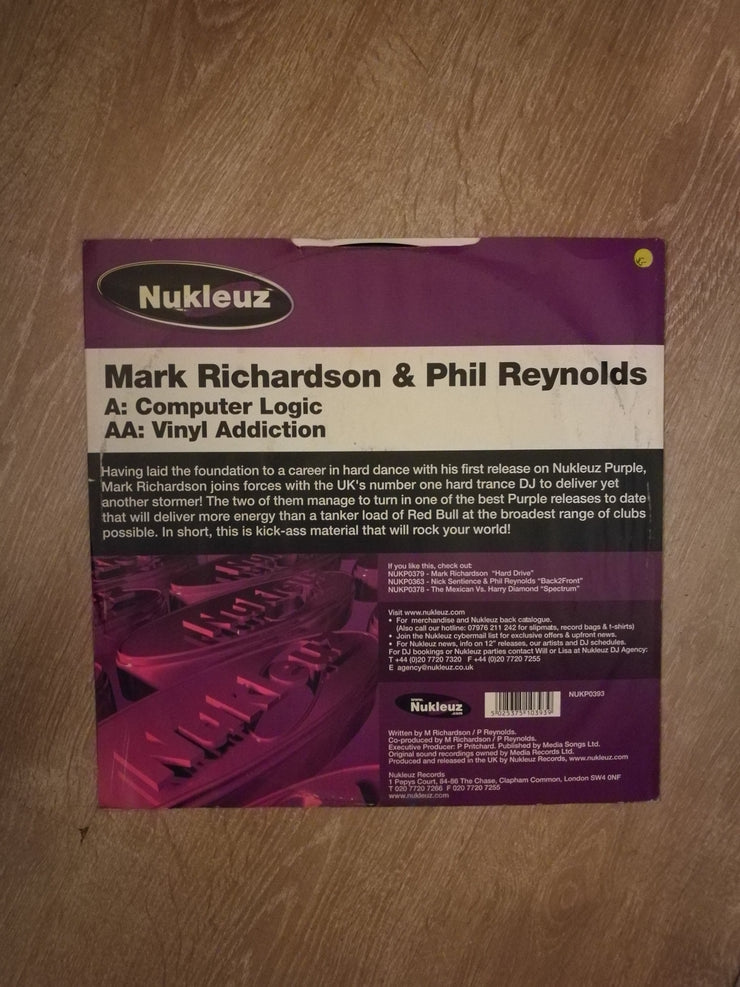 Nukleuz
Mark Richardson & Phil Reynolds
A: Computer Logic
AA: Vinyl Addiction
Having laid the foundation to a career in hard dance with his first release on Nukleuz Purple,
Mark Richardson joins forces with the UK's number one hard trance DJ to deliver yet
another stormer! The two of them manage to turn in one of the best Purple releases to date
that will deliver more energy than a tanker load of Red Bull at the broadest range of clubs
possible. In short, this is kick-ass material that will rock your world!
If you like this, check out:
NUKP0379 - Mark Richardson "Hard Drive"
NUKP0363 - Nick Sentience & Phil Reynolds "Back2Front"
NUKP0378 - The Mexican Vs. Harry Diamond "Spectrum"
Visit www.nukleuz.com
• For merchandise and Nukleuz back catalogue.
(Also call our hotline: 07976 211 242 for slipmats, record bags & t-shirts)
• Join the Nukleuz cybermail list for exclusive offers & upfront news.
• For Nukleuz news, info on 12" releases, our artists and DJ schedules.
For DJ bookings or Nukleuz parties contact Will or Lisa at Nukleuz DJ Agency:
T +44 (0)20 7720 7320 F +44 (0)20 7720 7255
E agency@nukleuz.co.uk
www.
Nukleuz
.com
5 025375 103939
NUKP0393
Written by M Richardson / P Reynolds.
Co-produced by M Richardson / P Reynolds.
Executive Producer: P Pritchard. Published by Media Songs Ltd.
Original sound recordings owned by Media Records Ltd.
Produced and released in the UK by Nukleuz Records, www.nukleuz.com
Nukleuz Records
1 Pepys Court, 84-86 The Chase, Clapham Common, London SW4 0NF
T 020 7720 7266 F 020 7720 7255
www.nukleuz.com
NUKLEUZ
NUKLEUZ